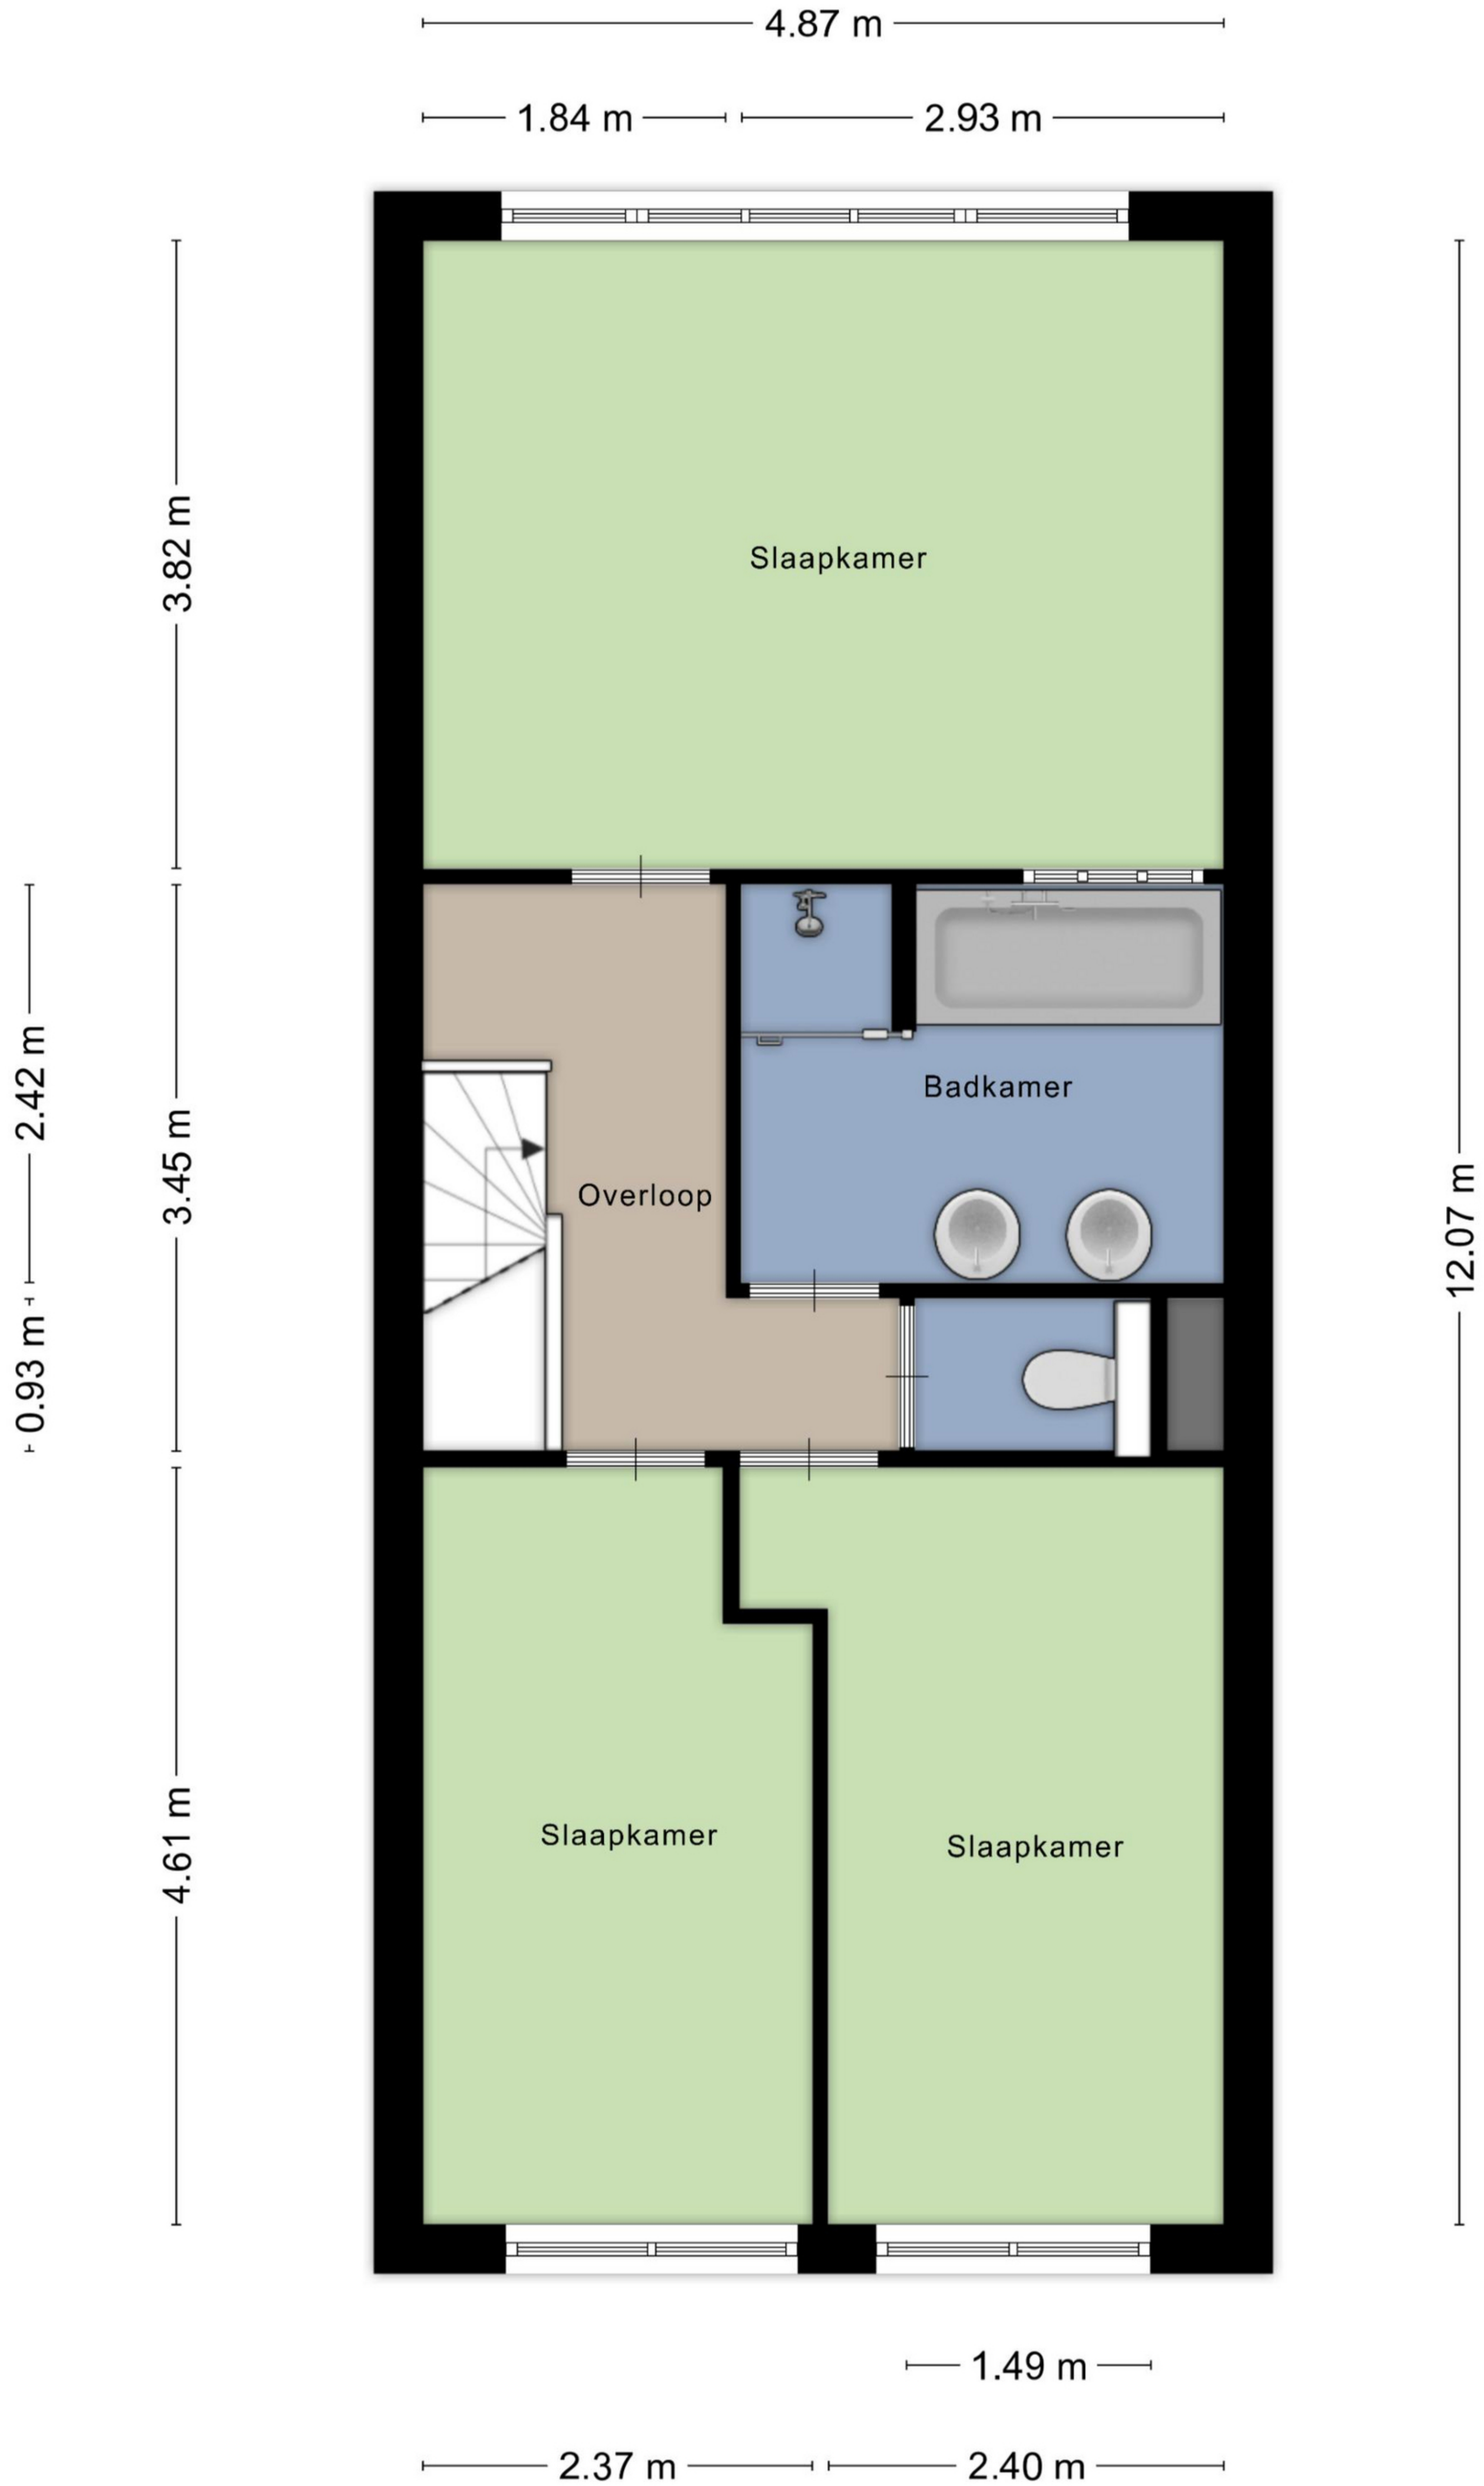 4.87 m
1.84 m
2.93 m
3.82 m
Slaapkamer
2.42 m
3.45 m
Badkamer
Overloop
12.07 m
0.93 m
4.61 m
Slaapkamer
Slaapkamer
1.49 m
2.37 m
2.40 m